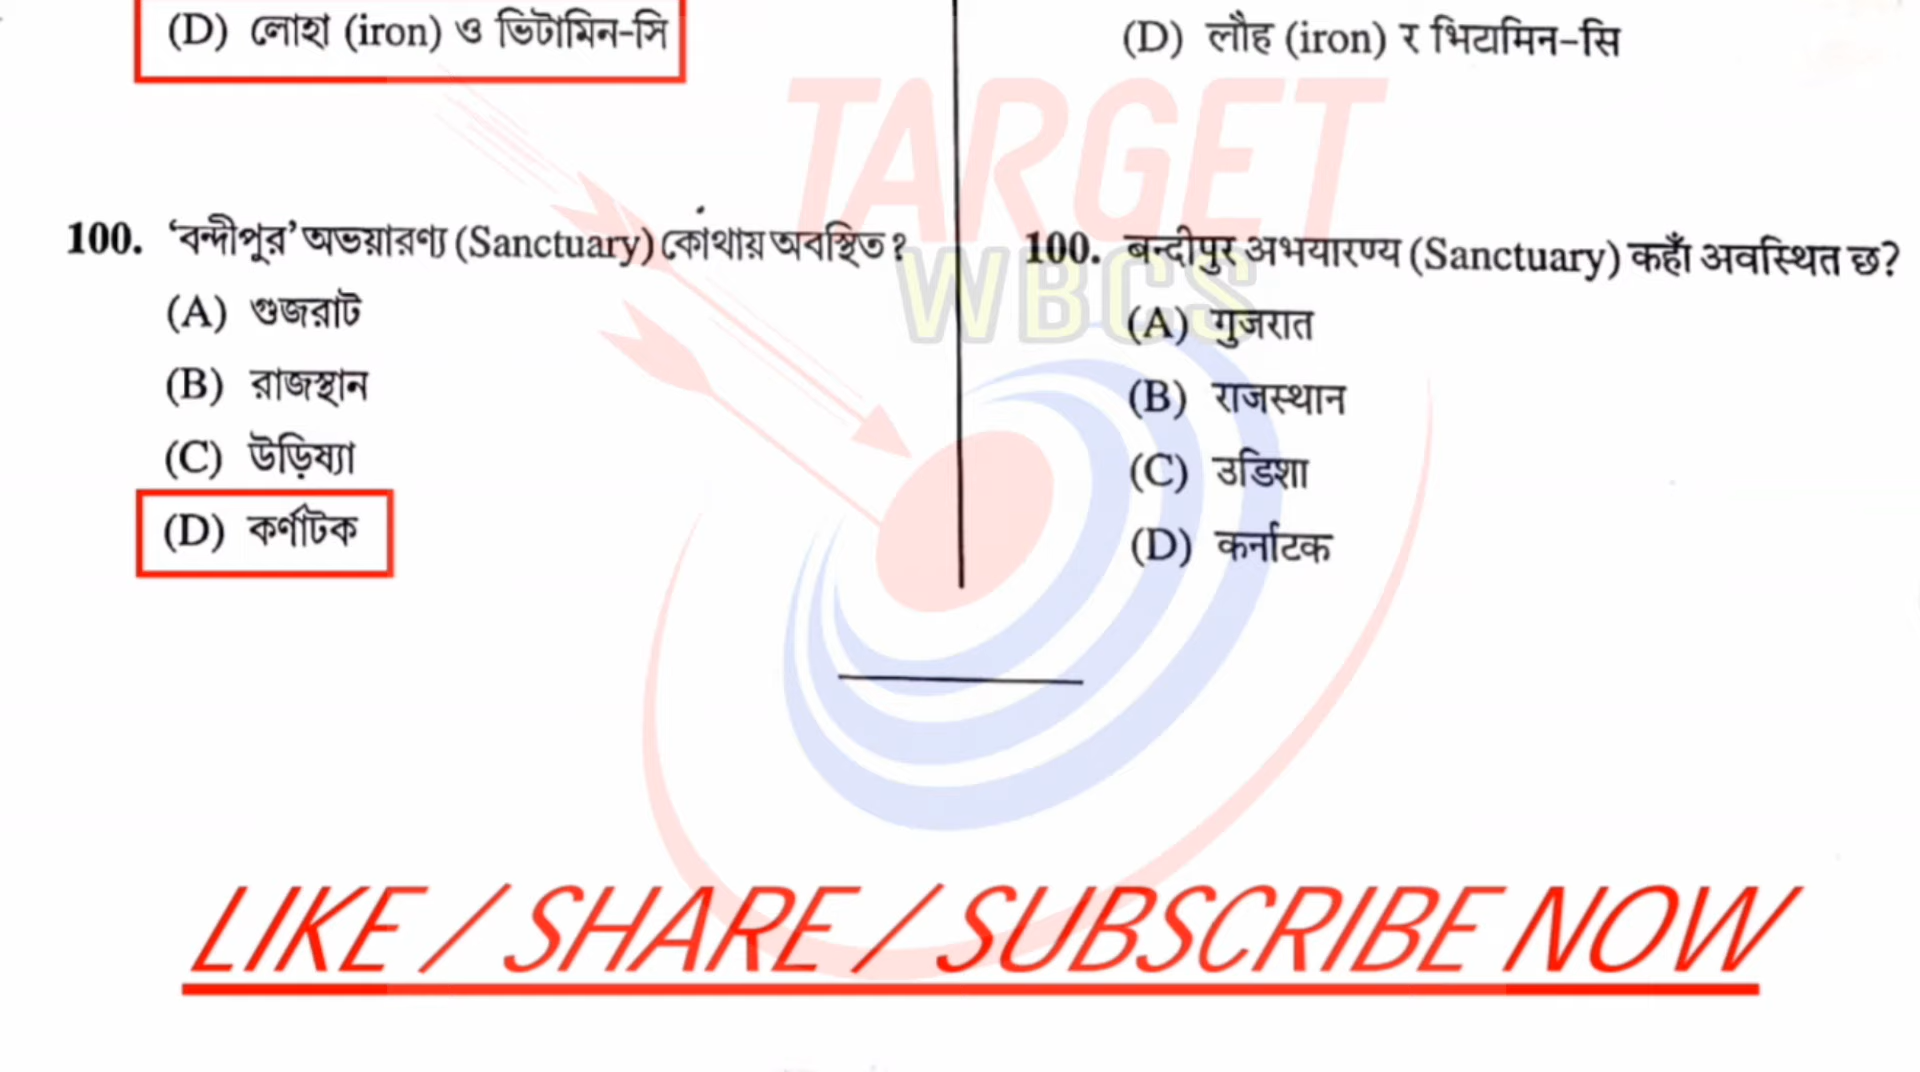 (D) লোহা (iron) ও ভিটামিন-সি
(D) लौह (iron) र भिटामिन-सि
TARGET
WBCS
100. ‘বন্দীপুর’ অভয়ারণ্য (Sanctuary) কোথায় অবস্থিত ?
(A) গুজরাট
(B) রাজস্থান
(C) উড়িষ্যা
(D) কর্ণাটক
100. बन्दीपुर अभयारण्य (Sanctuary) कहाँ अवस्थित छ?
(A) गुजरात
(B) राजस्थान
(C) उडिशा
(D) कर्नाटक
LIKE / SHARE / SUBSCRIBE NOW